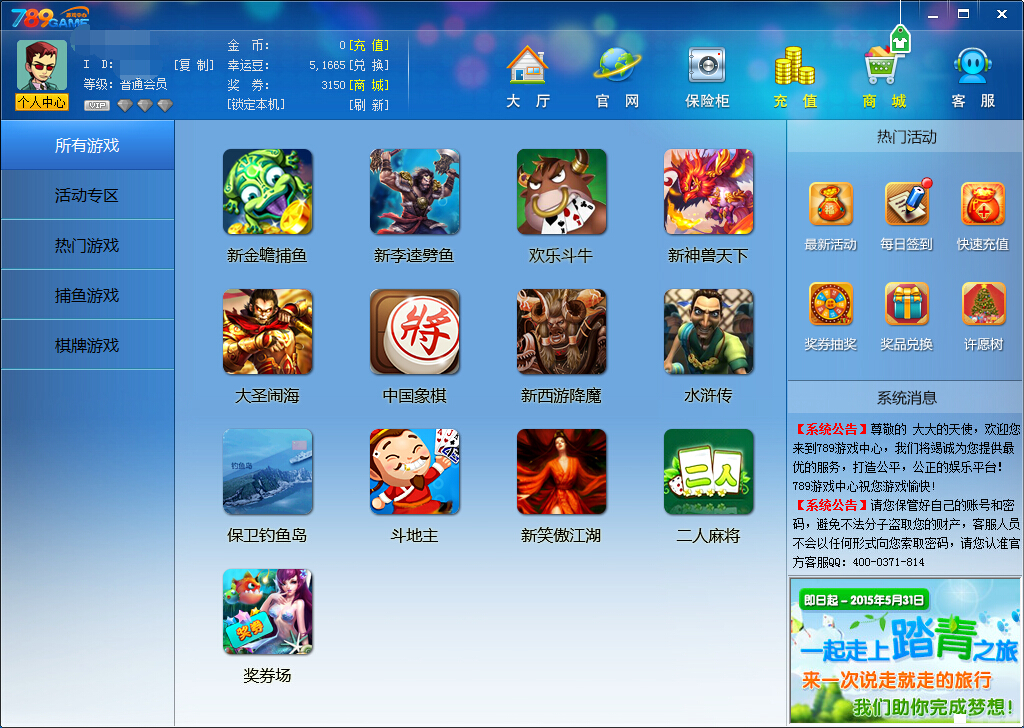 789GAME 游戏中心
个人中心
I D:
[复 制]
等级: 普通会员
VIP
金 币: 0 [充 值]
幸运豆: 5,1665 [兑 换]
奖 券: 3150 [商 城]
[锁定本机] [刷 新]
大 厅
官 网
保险柜
充 值
商 城
客 服
所有游戏
活动专区
热门游戏
捕鱼游戏
棋牌游戏
新金蟾捕鱼
新李逵劈鱼
欢乐斗牛
新神兽天下
將
大圣闹海
中国象棋
新西游降魔
水浒传
钓鱼岛
二人
保卫钓鱼岛
斗地主
新笑傲江湖
二人麻将
奖券
奖券场
热门活动
最新活动
每日签到
快速充值
奖券抽奖
奖品兑换
许愿树
系统消息
【系统公告】尊敬的 大大的天使，欢迎您
来到789游戏中心，我们将竭诚为您提供最
优的服务，打造公平，公正的娱乐平台！
789游戏中心祝您游戏愉快！
【系统公告】请您保管好自己的账号和密
码，避免不法分子盗取您的财产，客服人员
不会以任何形式向您索取密码，请您认准官
方客服QQ：400-0371-814
即日起－2015年5月31日
一起走上踏青之旅
来一次说走就走的旅行
我们助你完成梦想！